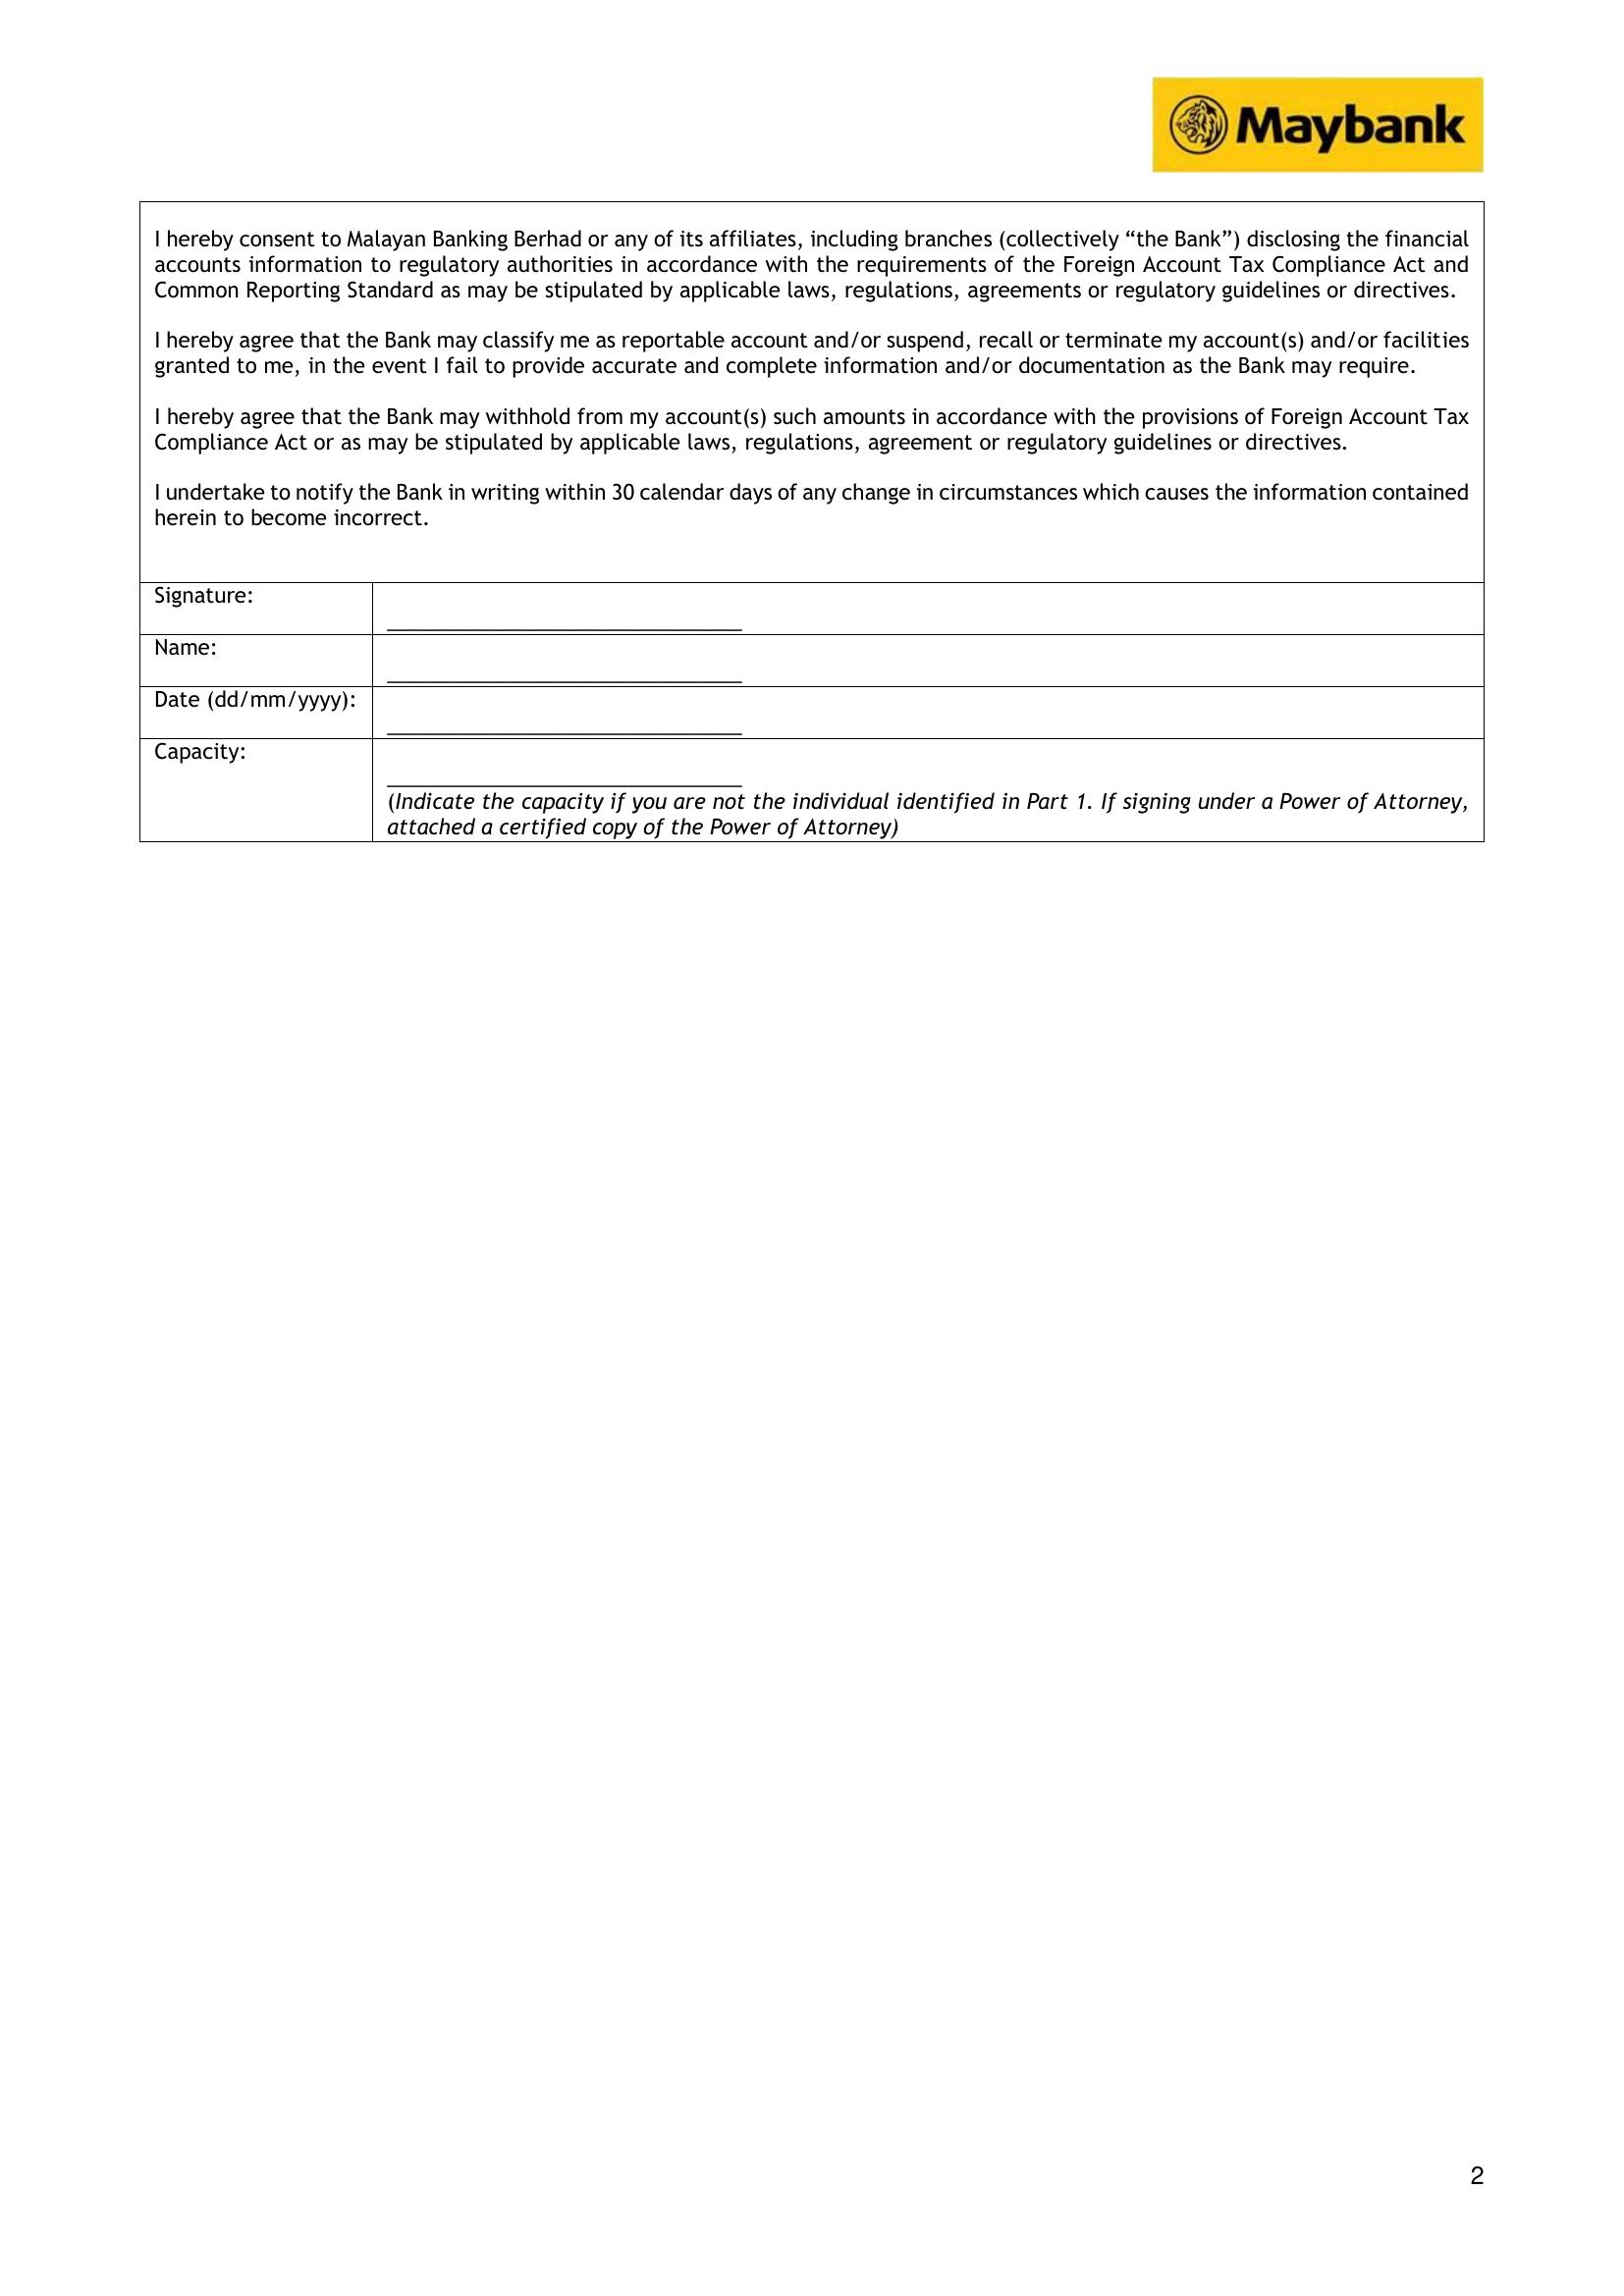 Maybank
I hereby consent to Malayan Banking Berhad or any of its affiliates, including branches (collectively “the Bank”) disclosing the financial
accounts information to regulatory authorities in accordance with the requirements of the Foreign Account Tax Compliance Act and
Common Reporting Standard as may be stipulated by applicable laws, regulations, agreements or regulatory guidelines or directives.
I hereby agree that the Bank may classify me as reportable account and/or suspend, recall or terminate my account(s) and/or facilities
granted to me, in the event I fail to provide accurate and complete information and/or documentation as the Bank may require.
I hereby agree that the Bank may withhold from my account(s) such amounts in accordance with the provisions of Foreign Account Tax
Compliance Act or as may be stipulated by applicable laws, regulations, agreement or regulatory guidelines or directives.
I undertake to notify the Bank in writing within 30 calendar days of any change in circumstances which causes the information contained
herein to become incorrect.
Signature:
Name:
Date (dd/mm/yyyy):
Capacity:
(Indicate the capacity if you are not the individual identified in Part 1. If signing under a Power of Attorney,
attached a certified copy of the Power of Attorney)
2